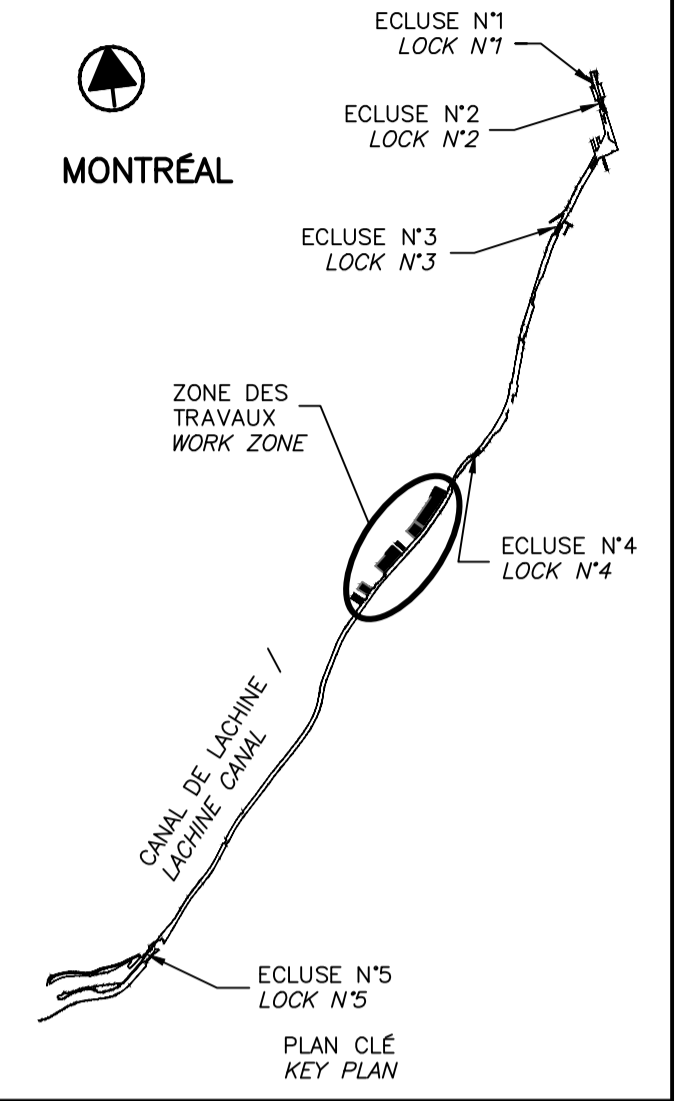 ECLUSE N°1
LOCK N°1
ECLUSE N°2
LOCK N°2
MONTRÉAL
ECLUSE N°3
LOCK N°3
ZONE DES
TRAVAUX
WORK ZONE
ECLUSE N°4
LOCK N°4
CANAL DE LACHINE /
LACHINE CANAL
ECLUSE N°5
LOCK N°5
PLAN CLÉ
KEY PLAN